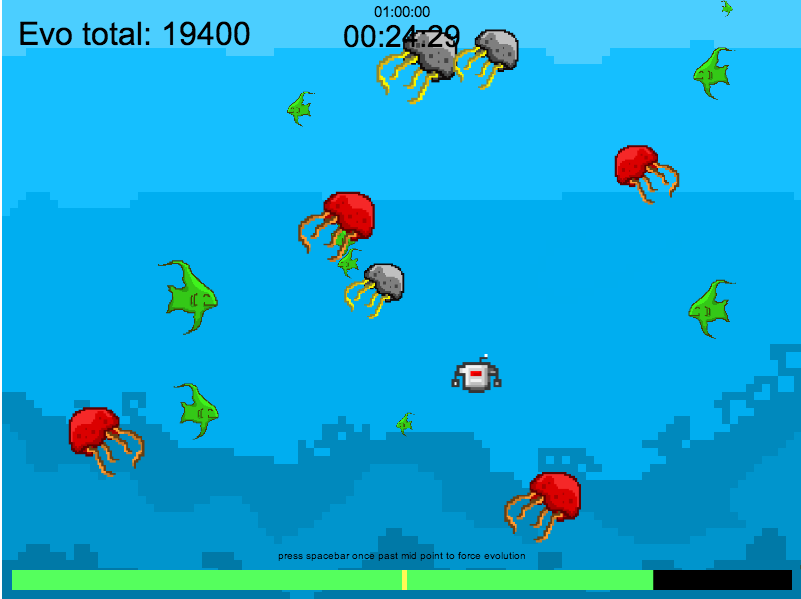 01:00:00
Evo total: 19400
00:24:29
press spacebar once past mid point to force evolution